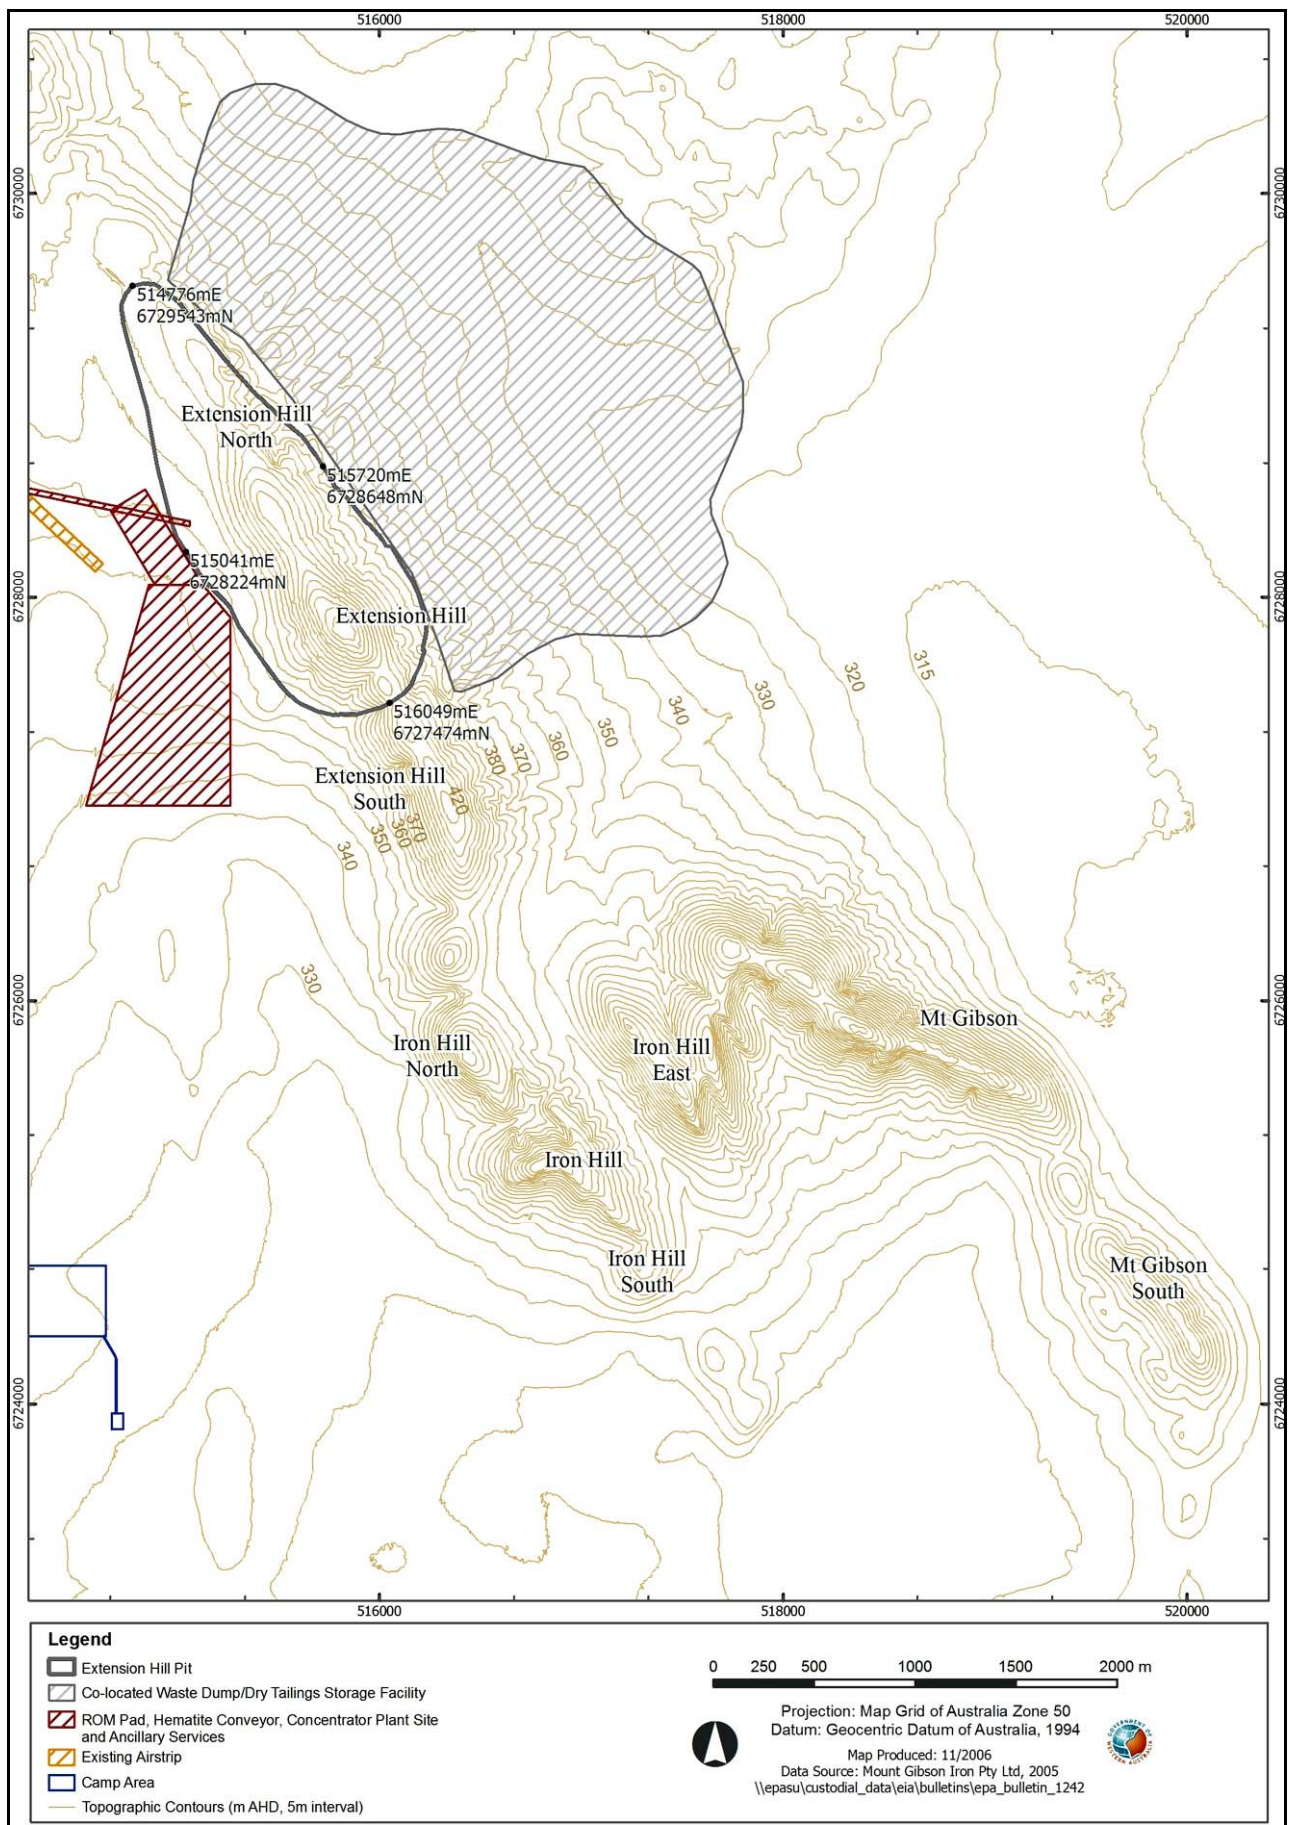 516000
518000
520000
6730000
6730000
514776mE
6729543mN
Extension Hill
North
515720mE
6728648mN
515041mE
6728224mN
6728000
6728000
Extension Hill
516049mE
6727474mN
315
320
330
340
350
360
370
380
Extension Hill
South
420
370
360
350
340
330
6726000
6726000
Mt Gibson
Iron Hill
North
Iron Hill
East
Iron Hill
Iron Hill
South
Mt Gibson
South
6724000
6724000
516000
518000
520000
Legend
Extension Hill Pit
Co-located Waste Dump/Dry Tailings Storage Facility
ROM Pad, Hematite Conveyor, Concentrator Plant Site
and Ancillary Services
Existing Airstrip
Camp Area
Topographic Contours (m AHD, 5m interval)
0 250 500 1000 1500 2000 m
Projection: Map Grid of Australia Zone 50
Datum: Geocentric Datum of Australia, 1994
Map Produced: 11/2006
Data Source: Mount Gibson Iron Pty Ltd, 2005
\\epasu\custodial_data\eia\bulletins\epa_bulletin_1242
GOVERNMENT OF
WESTERN AUSTRALIA